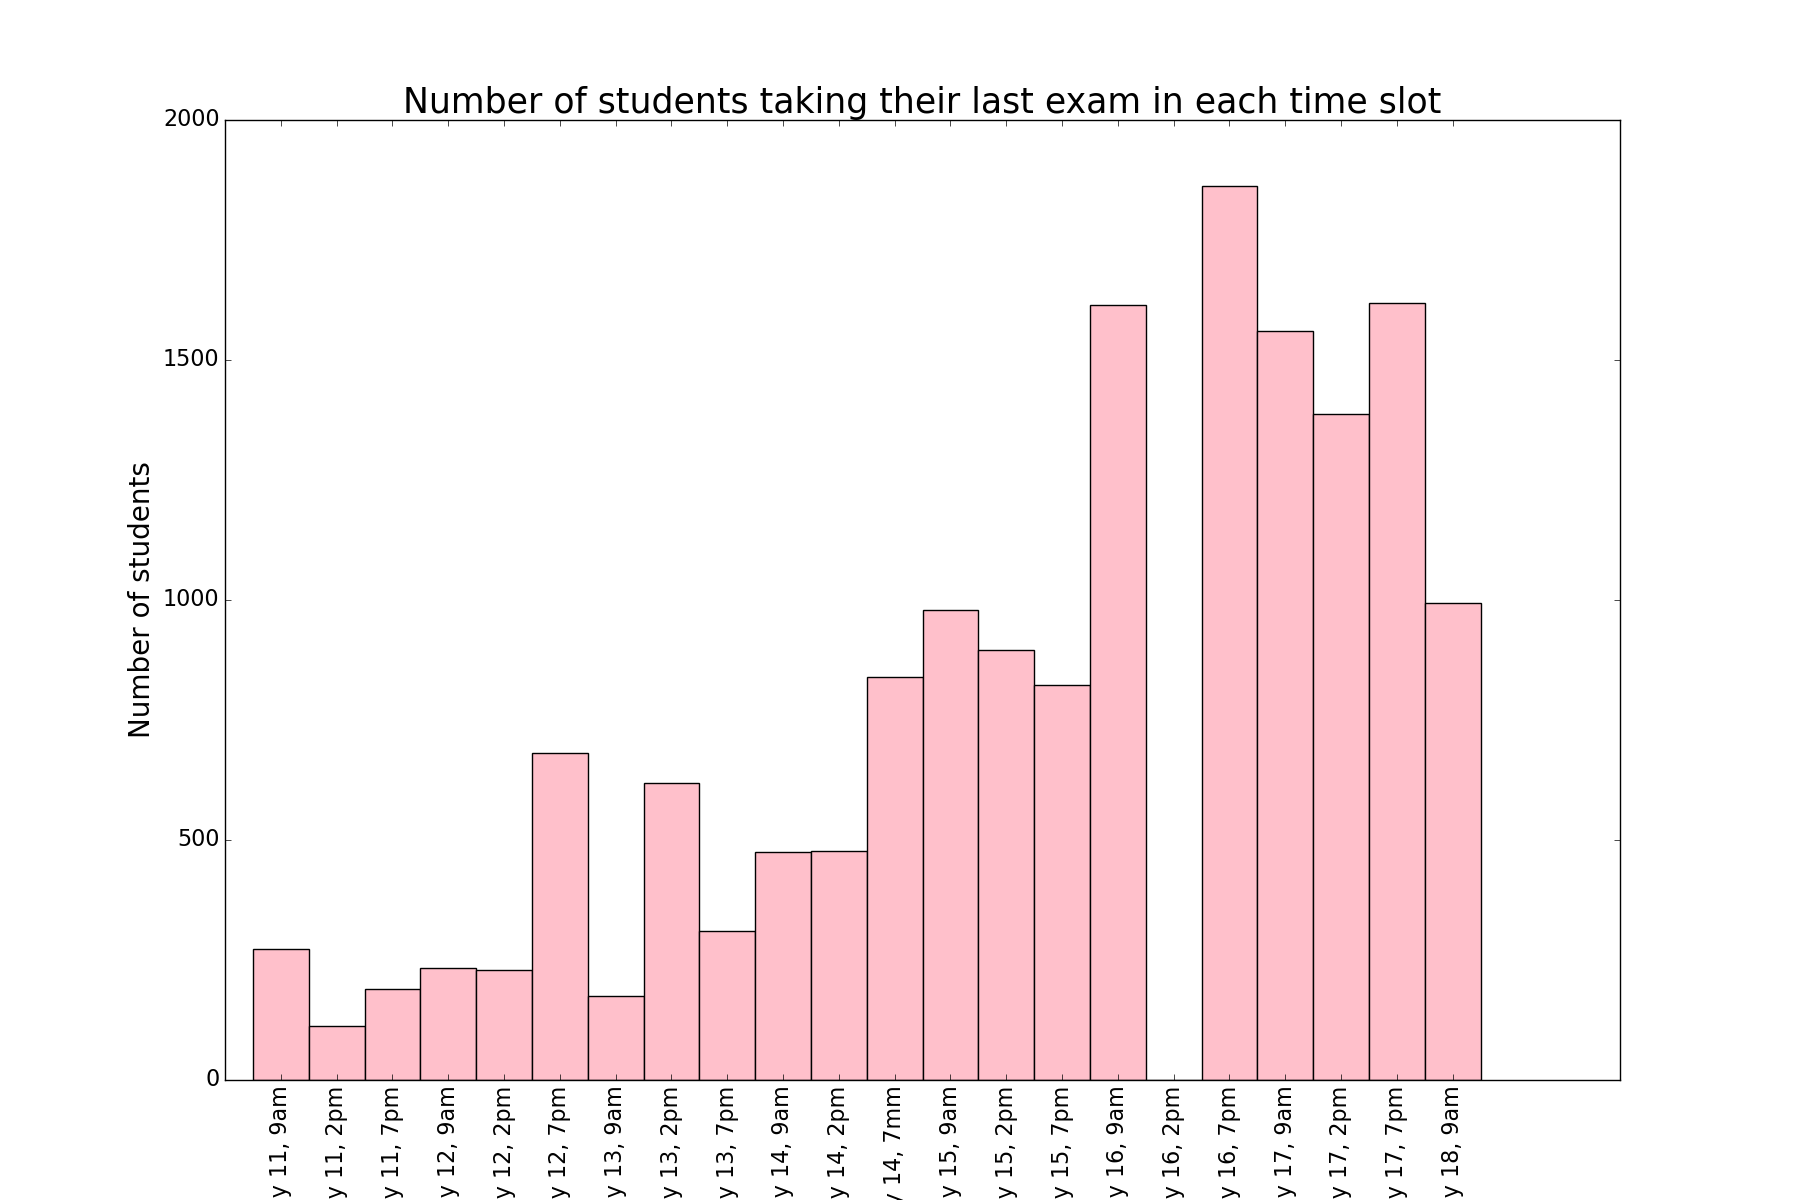 Number of students taking their last exam in each time slot
2000
1500
1000
500
0
Number of students
y 11, 9am
y 11, 2pm
y 11, 7pm
y 12, 9am
y 12, 2pm
y 12, 7pm
y 13, 9am
y 13, 2pm
y 13, 7pm
y 14, 9am
y 14, 2pm
y 14, 7mm
y 15, 9am
y 15, 2pm
y 15, 7pm
y 16, 9am
y 16, 2pm
y 16, 7pm
y 17, 9am
y 17, 2pm
y 17, 7pm
y 18, 9am